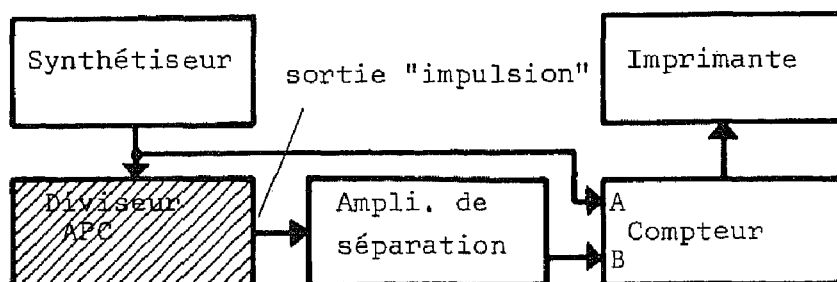 Synthétiseur
sortie "impulsion"
Imprimante
Diviseur
APC
Ampli. de
séparation
A
Compteur
B